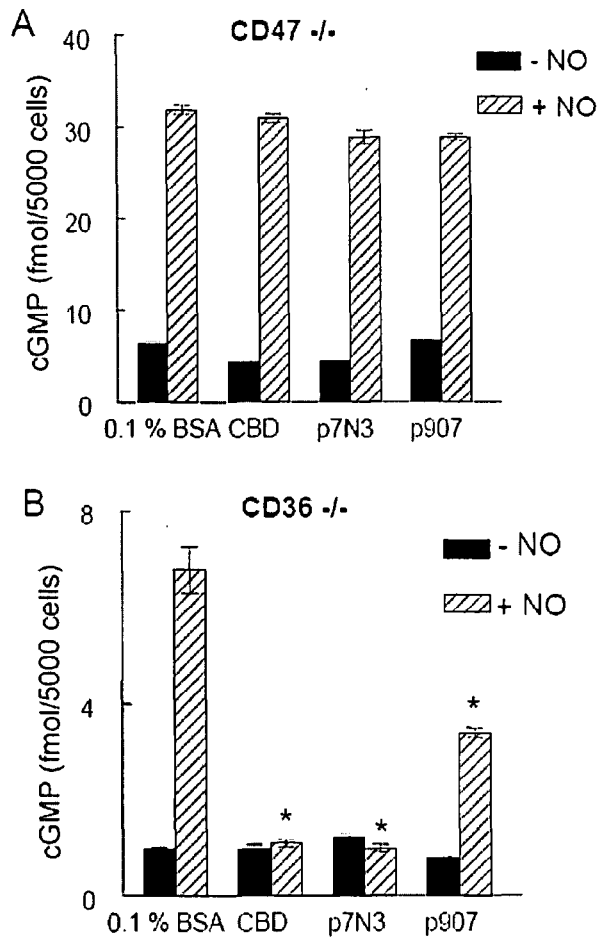 A
CD47 -/-
- NO
+ NO
cGMP (fmol/5000 cells)
40
30
20
10
0
0.1 % BSA CBD p7N3 p907
B
CD36 -/-
- NO
+ NO
cGMP (fmol/5000 cells)
8
4
0
* * *
0.1 % BSA CBD p7N3 p907